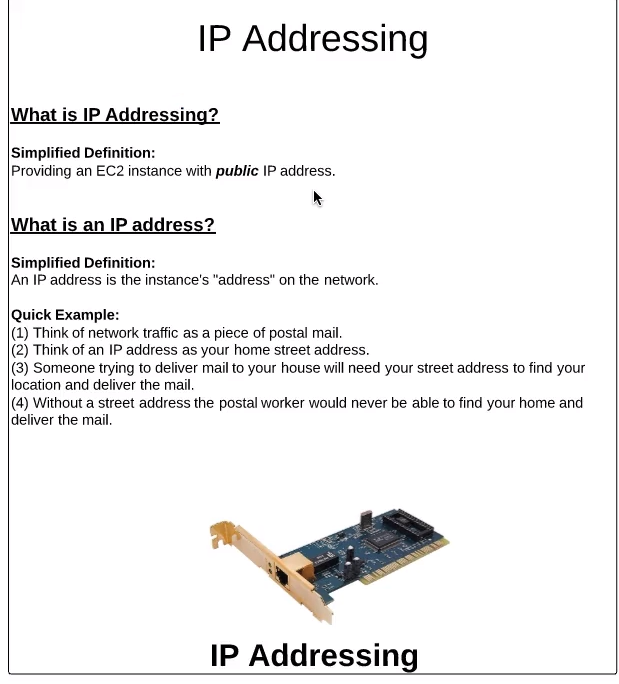 IP Addressing
What is IP Addressing?
Simplified Definition:
Providing an EC2 instance with public IP address.
What is an IP address?
Simplified Definition:
An IP address is the instance's "address" on the network.
Quick Example:
(1) Think of network traffic as a piece of postal mail.
(2) Think of an IP address as your home street address.
(3) Someone trying to deliver mail to your house will need your street address to find your
location and deliver the mail.
(4) Without a street address the postal worker would never be able to find your home and
deliver the mail.
IP Addressing